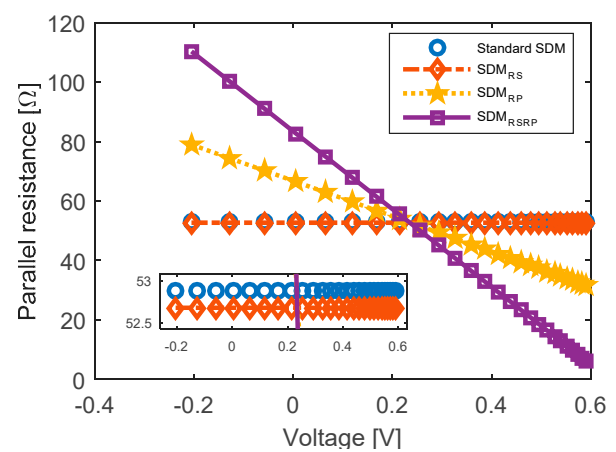 120
100
80
60
40
20
0
Parallel resistance [Ω]
Standard SDM
SDM_RS
SDM_RP
SDM_RSRP
53
52.5
-0.2 0 0.2 0.4 0.6
-0.4 -0.2 0 0.2 0.4 0.6
Voltage [V]